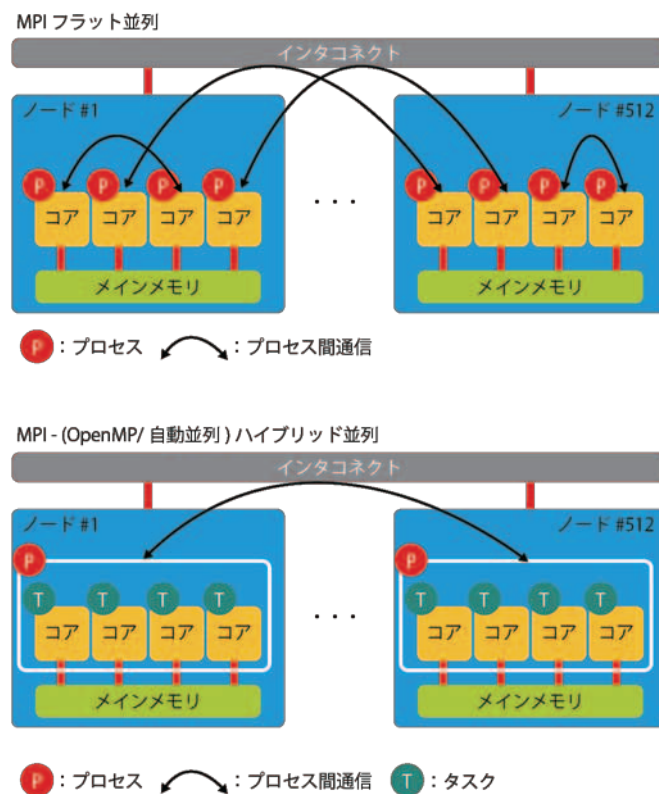 MPI フラット並列
インタコネクト
ノード #1
ノード #512
P P P P P P P P
コア コア コア コア ・・・ コア コア コア コア
メインメモリ メインメモリ
P:プロセス :プロセス間通信
MPI - (OpenMP/ 自動並列 ) ハイブリッド並列
インタコネクト
ノード #1
ノード #512
P P
T T T T T T T T
コア コア コア コア ・・・ コア コア コア コア
メインメモリ メインメモリ
P:プロセス :プロセス間通信 T:タスク